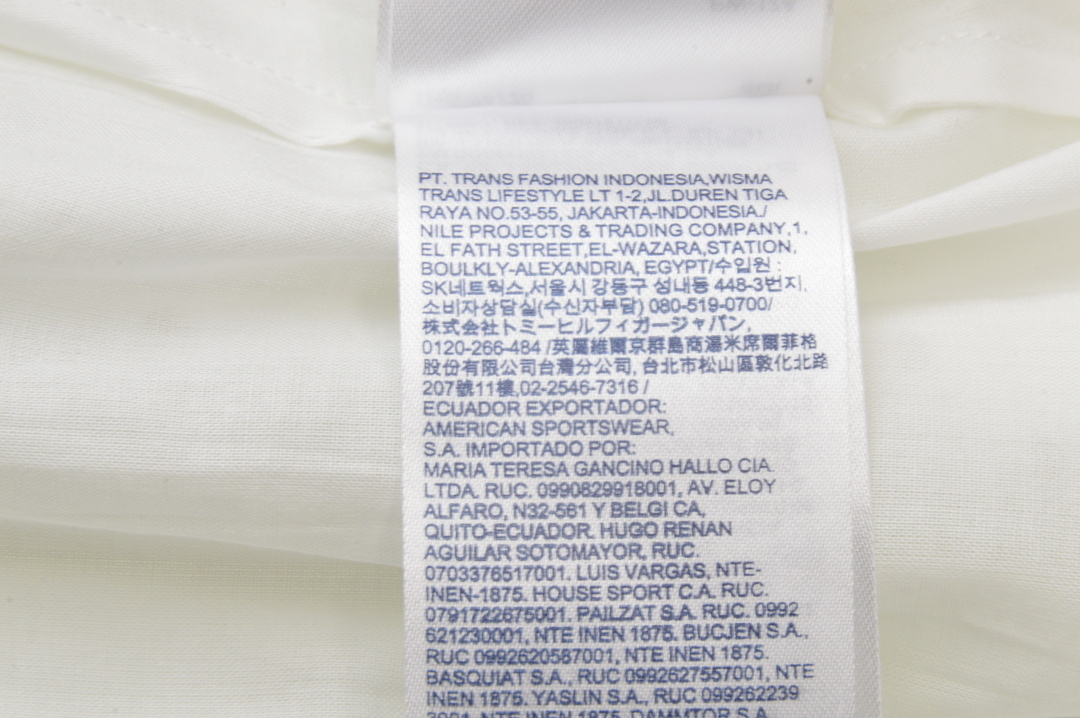 PT. TRANS FASHION INDONESIA,WISMA
TRANS LIFESTYLE LT 1-2,JL.DUREN TIGA
RAYA NO.53-55, JAKARTA-INDONESIA./
NILE PROJECTS & TRADING COMPANY,1,
EL FATH STREET,EL-WAZARA,STATION,
BOULKLY-ALEXANDRIA, EGYPT/수입원 :
SK네트웍스,서울시 강동구 성내동 448-3번지,
소비자상담실(수신자부담) 080-519-0700/
株式会社トミーヒルフィガージャパン,
0120-266-484 /英屬維爾京群島商湯米席爾菲格
股份有限公司台灣分公司, 台北市松山區敦化北路
207號11樓,02-2546-7316 /
ECUADOR EXPORTADOR:
AMERICAN SPORTSWEAR,
S.A. IMPORTADO POR:
MARIA TERESA GANCINO HALLO CIA.
LTDA. RUC. 0990829918001, AV. ELOY
ALFARO, N32-561 Y BELGI CA,
QUITO-ECUADOR. HUGO RENAN
AGUILAR SOTOMAYOR, RUC.
0703376517001. LUIS VARGAS, NTE-
INEN-1875. HOUSE SPORT C.A. RUC.
0791722675001. PAILZAT S.A. RUC. 0992
621230001, NTE INEN 1875. BUCJEN S.A.,
RUC 0992620587001, NTE INEN 1875.
BASQUIAT S.A., RUC 0992627557001, NTE
INEN 1875. YASLIN S.A., RUC 099262239
3001, NTE INEN 1875. DAMMTOR S.A.